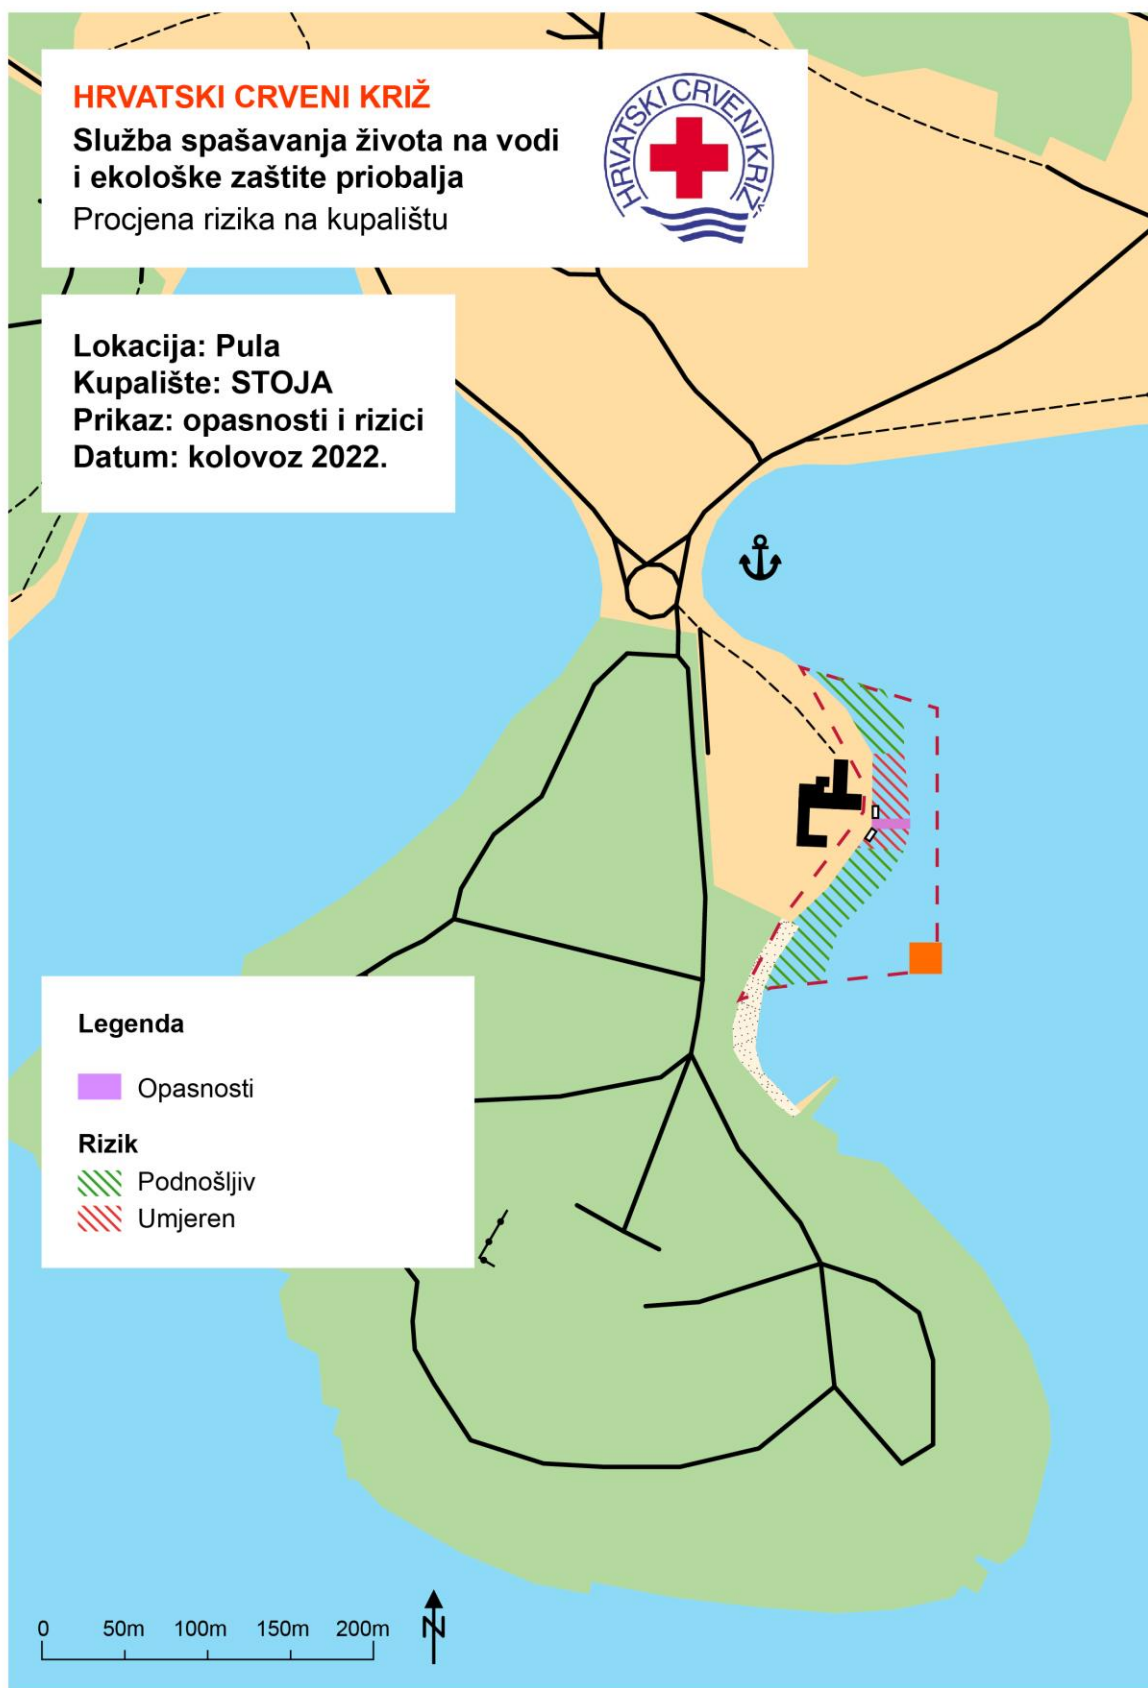 HRVATSKI CRVENI KRIŽ
Služba spašavanja života na vodi
i ekološke zaštite priobalja
Procjena rizika na kupalištu
HRVATSKI CRVENI KRIŽ
Lokacija: Pula
Kupalište: STOJA
Prikaz: opasnosti i rizici
Datum: kolovoz 2022.
Legenda
Opasnosti
Rizik
Podnošljiv
Umjeren
0 50m 100m 150m 200m
N